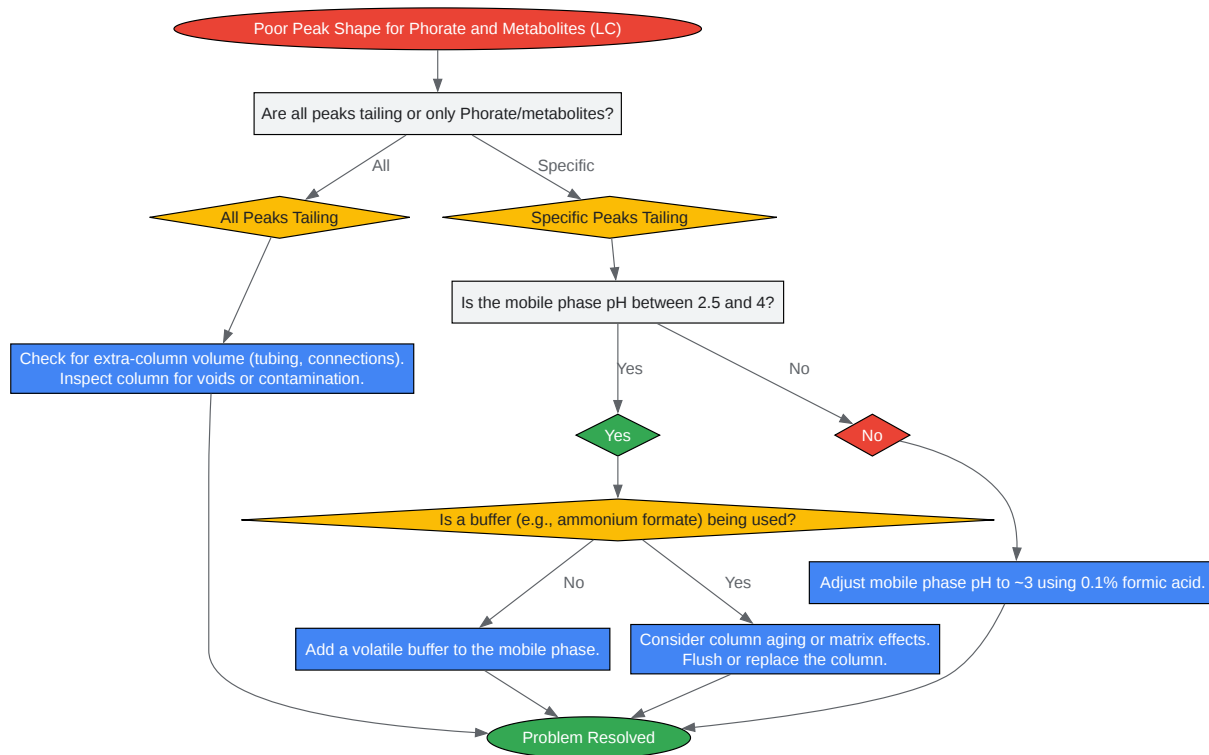 Poor Peak Shape for Phorate and Metabolites (LC)
Are all peaks tailing or only Phorate/metabolites?
All
Specific
All Peaks Tailing
Specific Peaks Tailing
Is the mobile phase pH between 2.5 and 4?
Check for extra-column volume (tubing, connections).
Inspect column for voids or contamination.
Yes
No
Yes
No
Is a buffer (e.g., ammonium formate) being used?
No
Yes
Adjust mobile phase pH to ~3 using 0.1% formic acid.
Add a volatile buffer to the mobile phase.
Consider column aging or matrix effects.
Flush or replace the column.
Problem Resolved